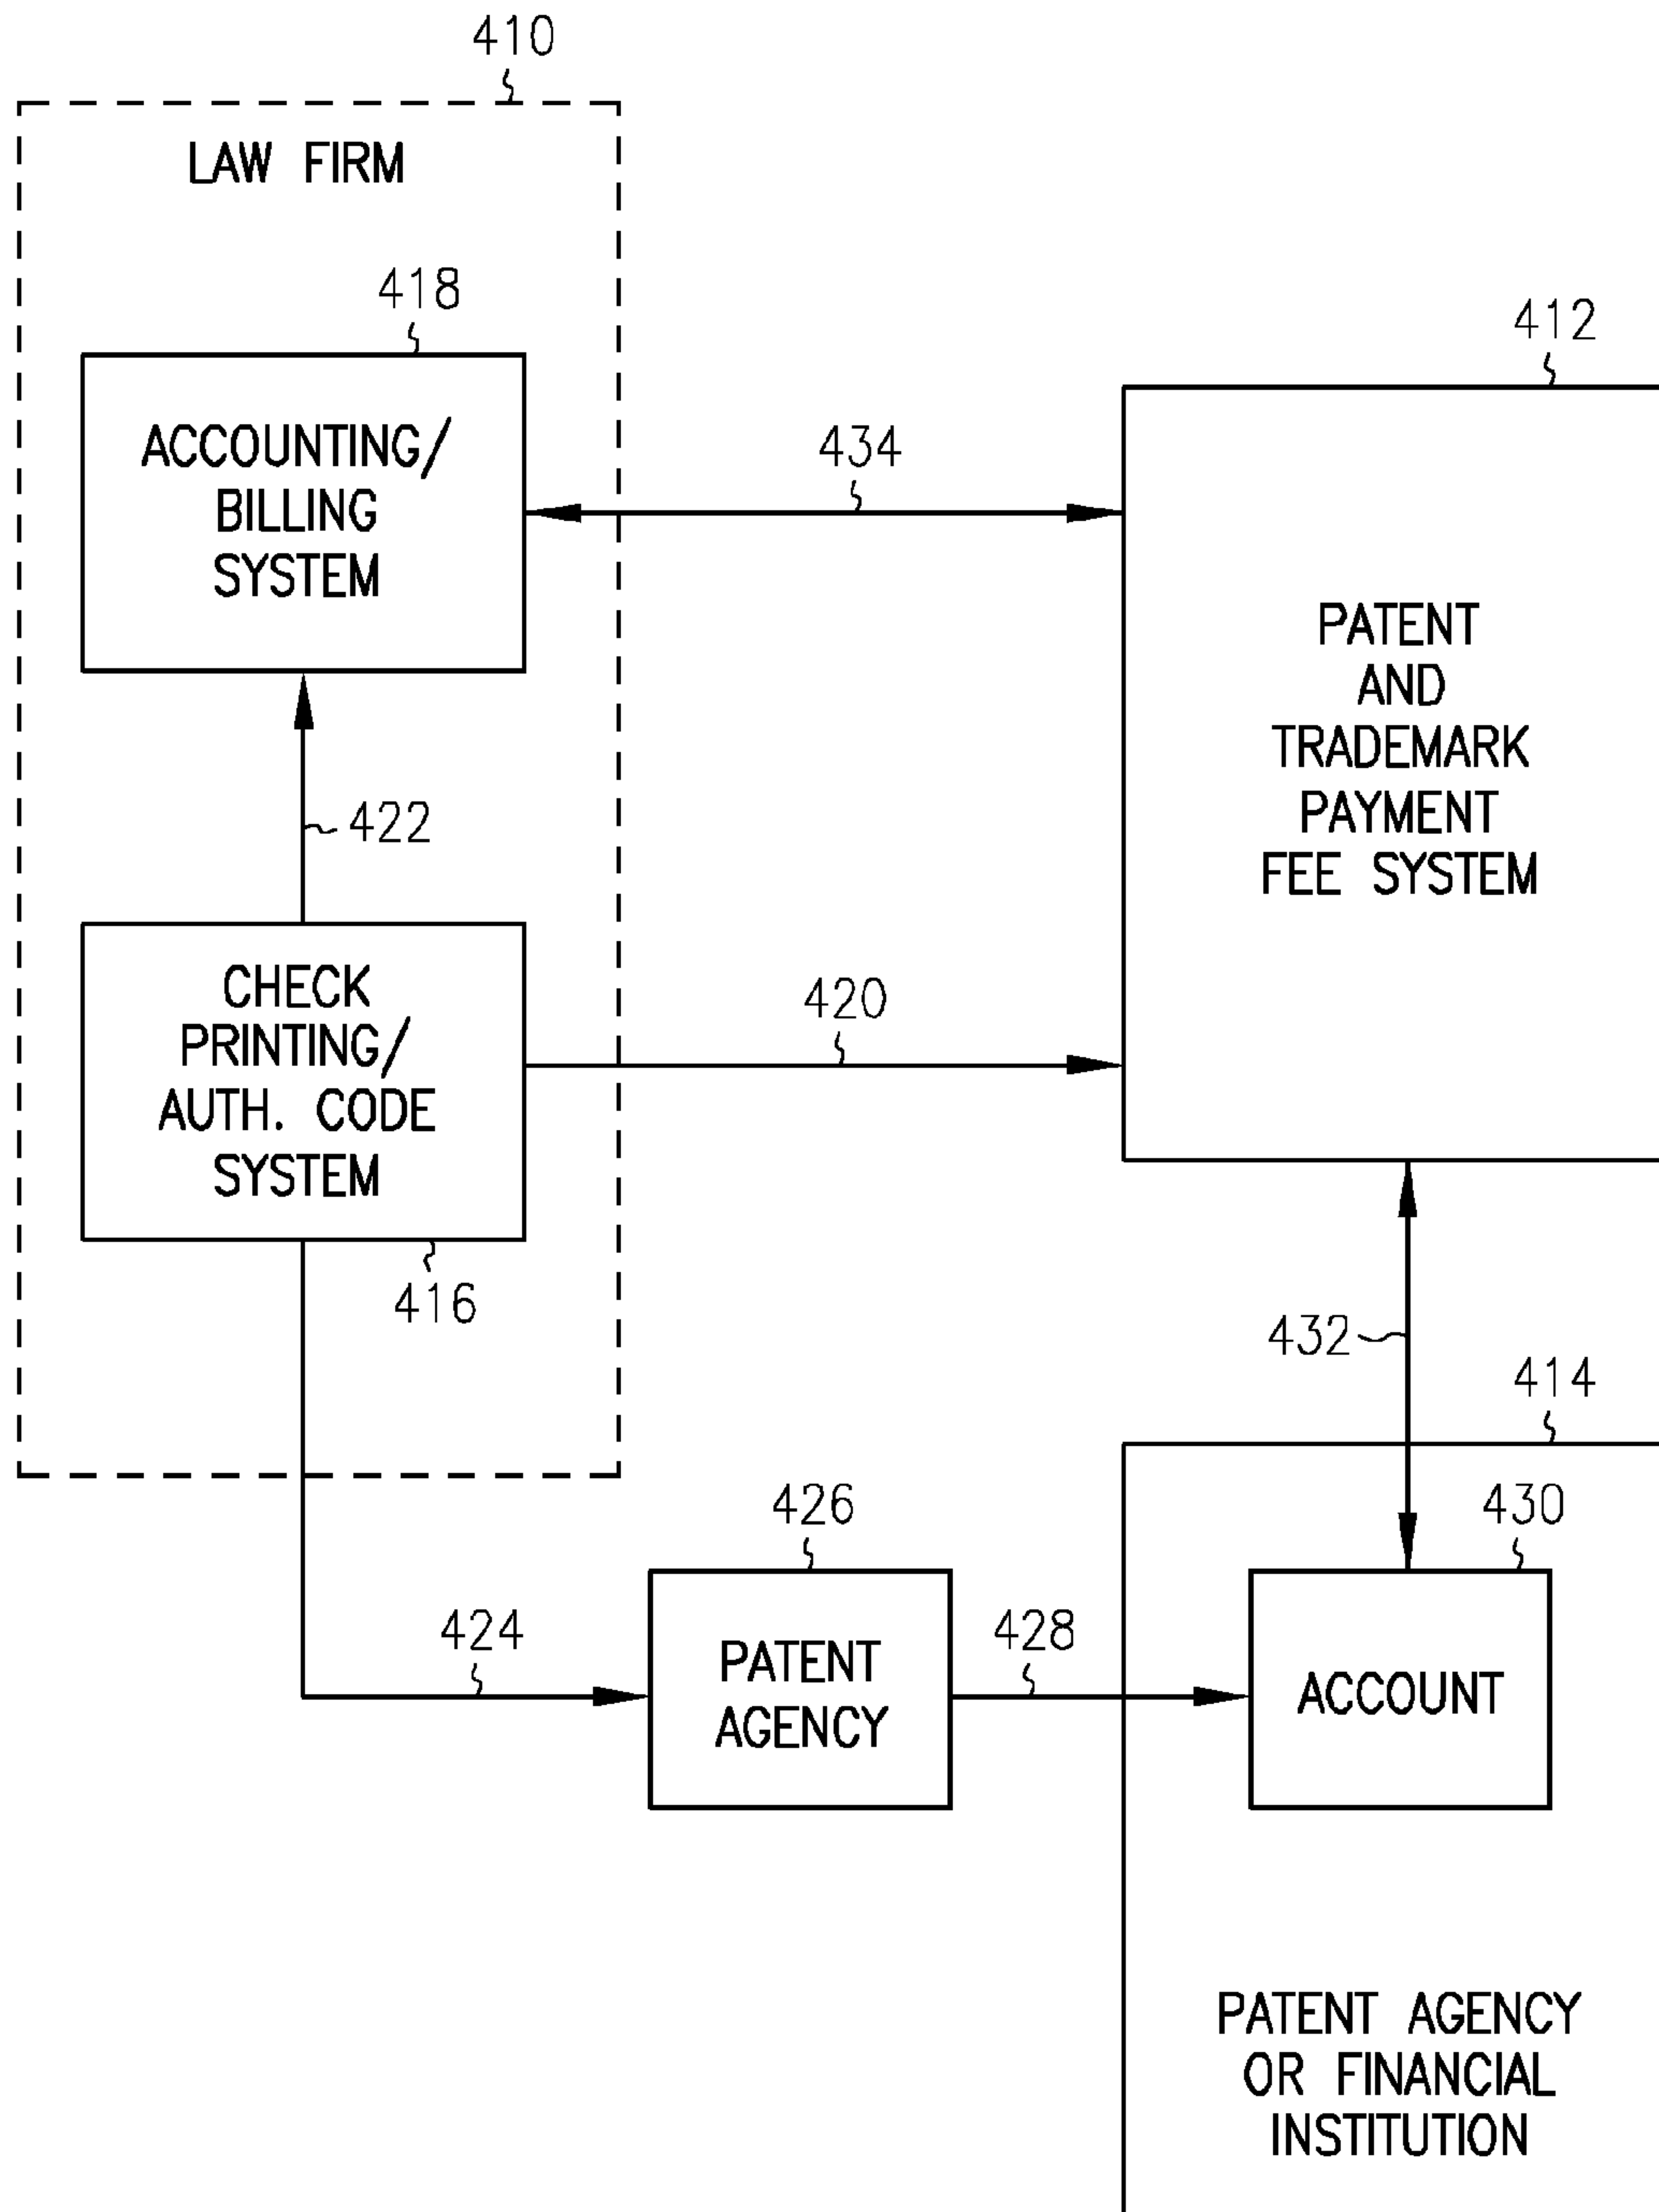 410
LAW FIRM
418
ACCOUNTING/
BILLING
SYSTEM
412
434
PATENT
AND
TRADEMARK
PAYMENT
FEE SYSTEM
422
CHECK
PRINTING/
AUTH. CODE
SYSTEM
420
416
432
414
426
430
424
PATENT
AGENCY
428
ACCOUNT
PATENT AGENCY
OR FINANCIAL
INSTITUTION